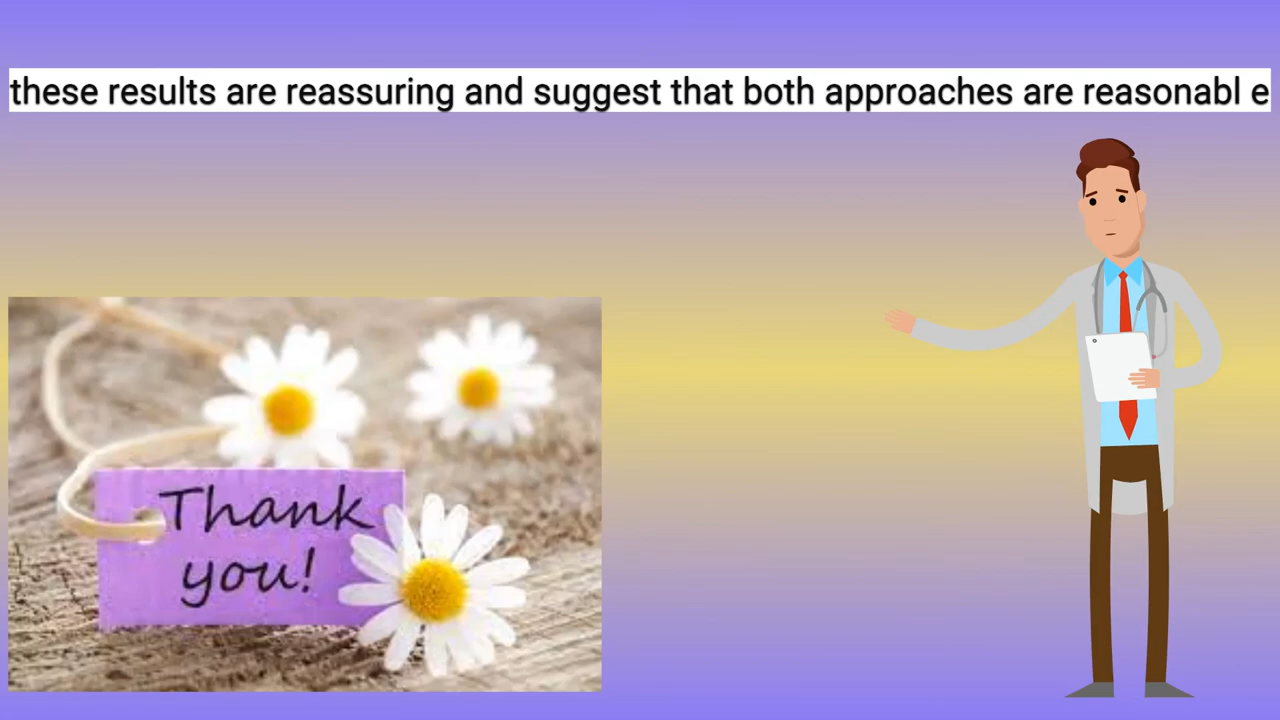 these results are reassuring and suggest that both approaches are reasonabl e
Thank
you!